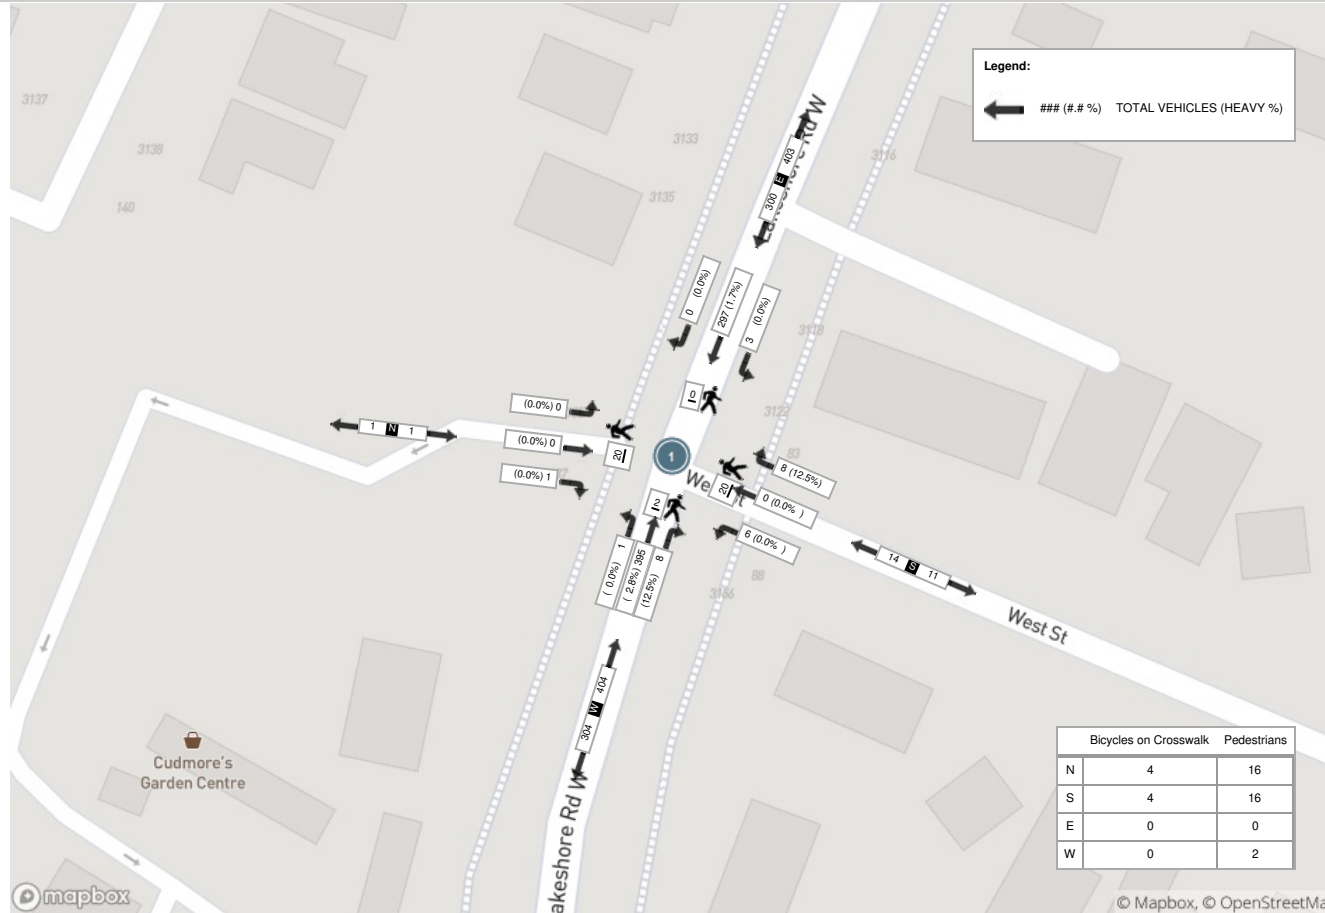 Legend:
### (#.# %) TOTAL VEHICLES (HEAVY %)
3137
3138
140
3133
3135
3116
3118
3122
83
88
Lakeshore Rd W
300 E 403
0 (0.0%)
297 (1.7%)
3 (0.0%)
0
(0.0%) 0
(0.0%) 0
(0.0%) 1
1 N 1
20
1
20
2
8 (12.5%)
0 (0.0% )
6 (0.0% )
( 0.0%) 1
( 2.8%) 395
(12.5%) 8
14 S 11
West St
304 W 404
akeshore Rd W
Cudmore's
Garden Centre
Bicycles on Crosswalk Pedestrians
N 4 16
S 4 16
E 0 0
W 0 2
mapbox
© Mapbox, © OpenStreetMa